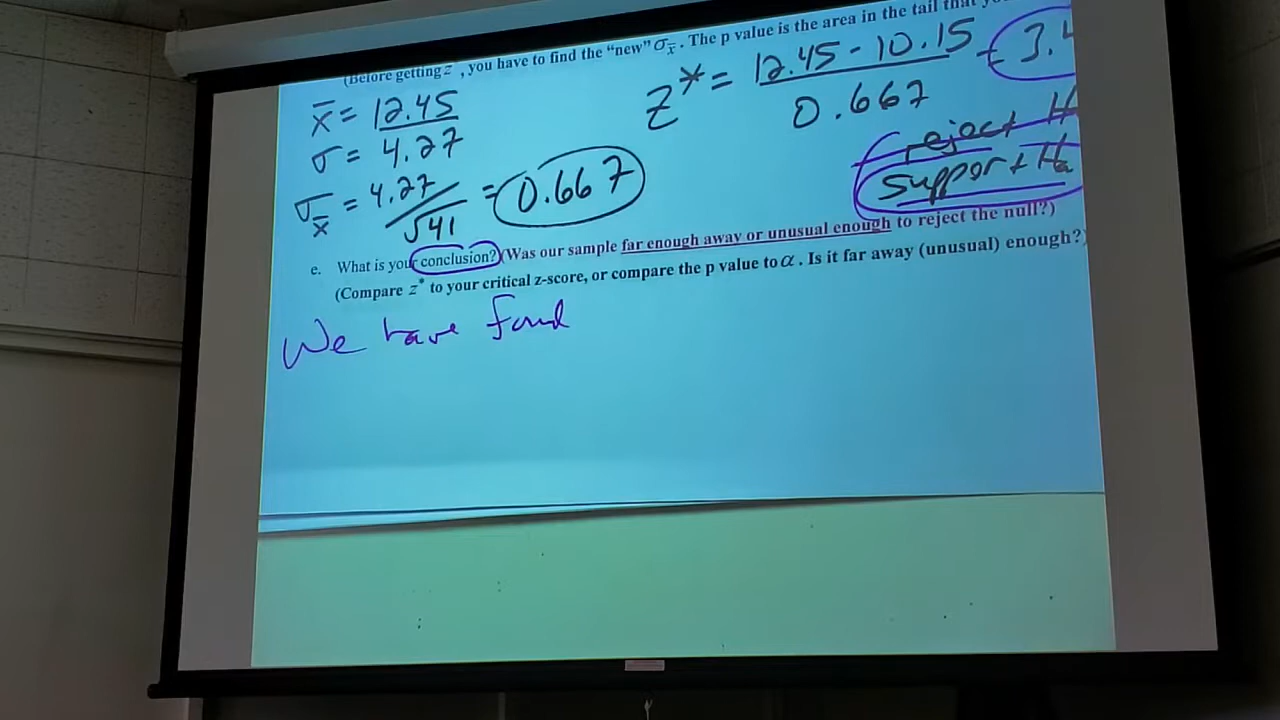 (Before getting z*, you have to find the “new” σx̄. The p value is the area in the tail that
x̄ = 12.45
z* = 12.45 - 10.15 / 0.667 = 3.4
σ = 4.27
σx̄ = 4.27 / √41 = 0.667
reject H
support Ha
e. What is your conclusion? (Was our sample far enough away or unusual enough to reject the null?)
(Compare z* to your critical z-score, or compare the p value to α. Is it far away (unusual) enough?)
We have found